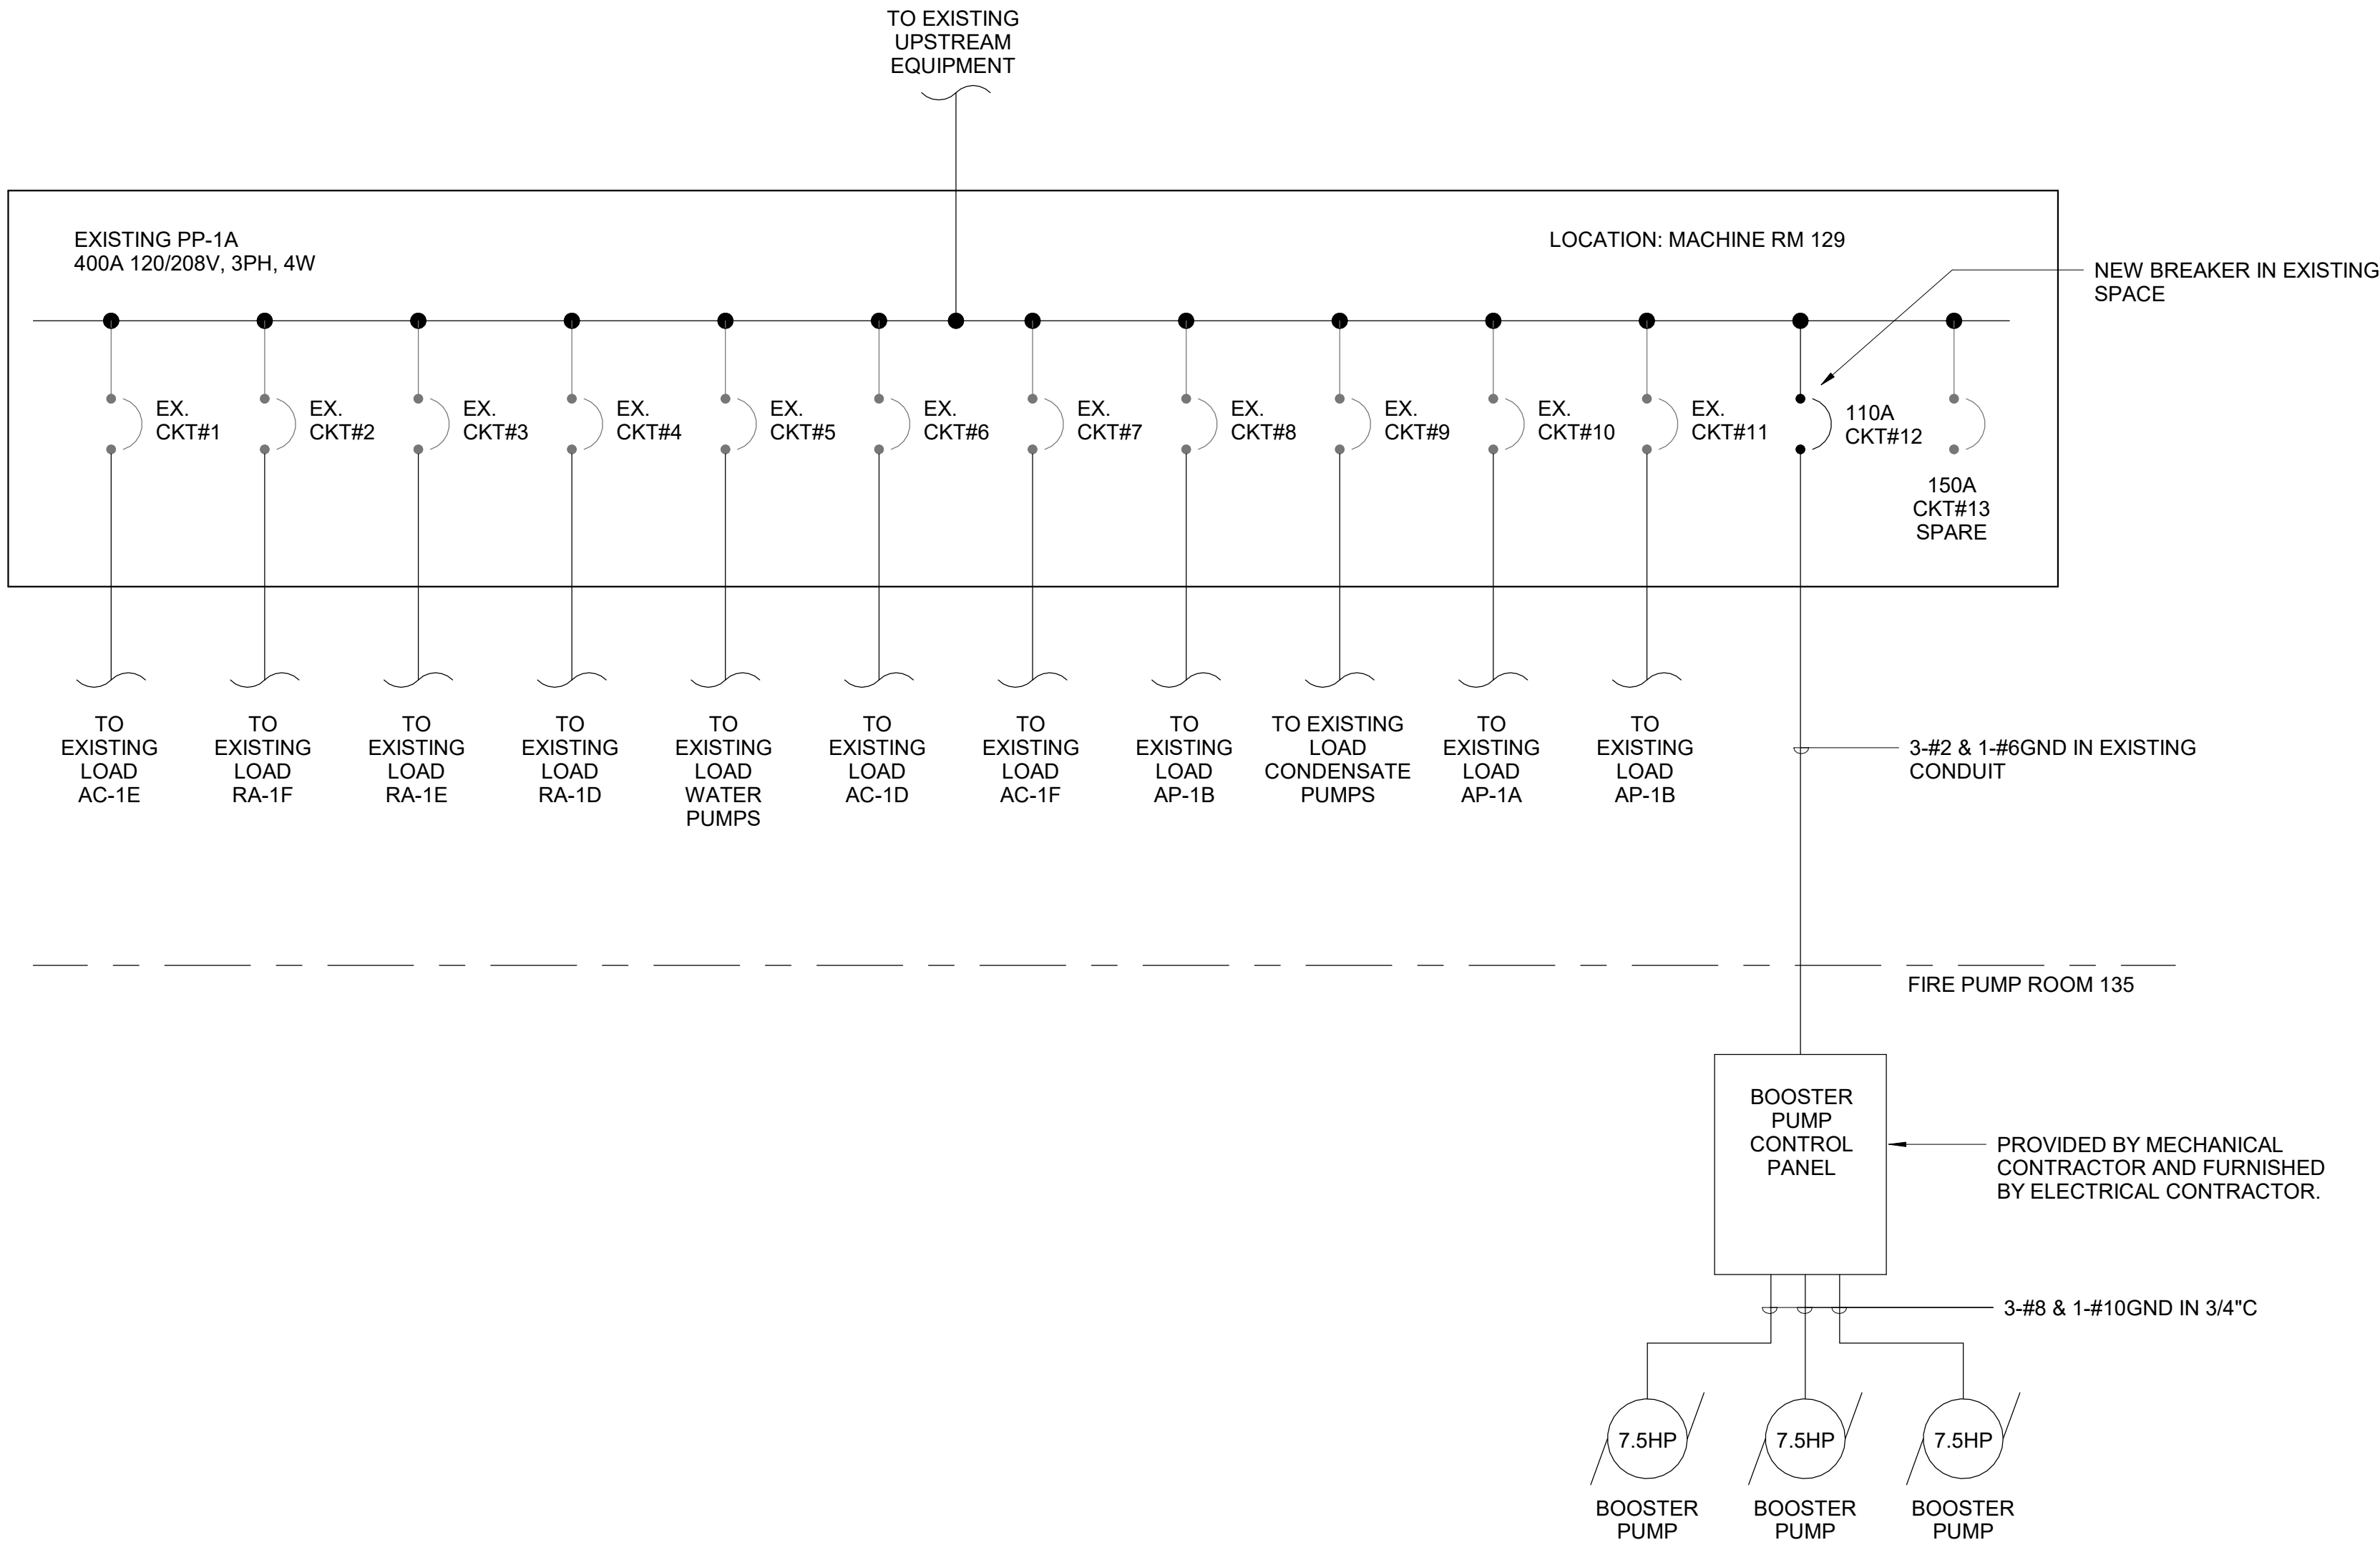 TO EXISTING
UPSTREAM
EQUIPMENT
EXISTING PP-1A
400A 120/208V, 3PH, 4W
LOCATION: MACHINE RM 129
NEW BREAKER IN EXISTING
SPACE
EX.
CKT#1
EX.
CKT#2
EX.
CKT#3
EX.
CKT#4
EX.
CKT#5
EX.
CKT#6
EX.
CKT#7
EX.
CKT#8
EX.
CKT#9
EX.
CKT#10
EX.
CKT#11
110A
CKT#12
150A
CKT#13
SPARE
TO
EXISTING
LOAD
AC-1E
TO
EXISTING
LOAD
RA-1F
TO
EXISTING
LOAD
RA-1E
TO
EXISTING
LOAD
RA-1D
TO
EXISTING
LOAD
WATER
PUMPS
TO
EXISTING
LOAD
AC-1D
TO
EXISTING
LOAD
AC-1F
TO
EXISTING
LOAD
AP-1B
TO EXISTING
LOAD
CONDENSATE
PUMPS
TO
EXISTING
LOAD
AP-1A
TO
EXISTING
LOAD
AP-1B
3-#2 & 1-#6GND IN EXISTING
CONDUIT
FIRE PUMP ROOM 135
BOOSTER
PUMP
CONTROL
PANEL
PROVIDED BY MECHANICAL
CONTRACTOR AND FURNISHED
BY ELECTRICAL CONTRACTOR.
3-#8 & 1-#10GND IN 3/4"C
7.5HP
7.5HP
7.5HP
BOOSTER
PUMP
BOOSTER
PUMP
BOOSTER
PUMP